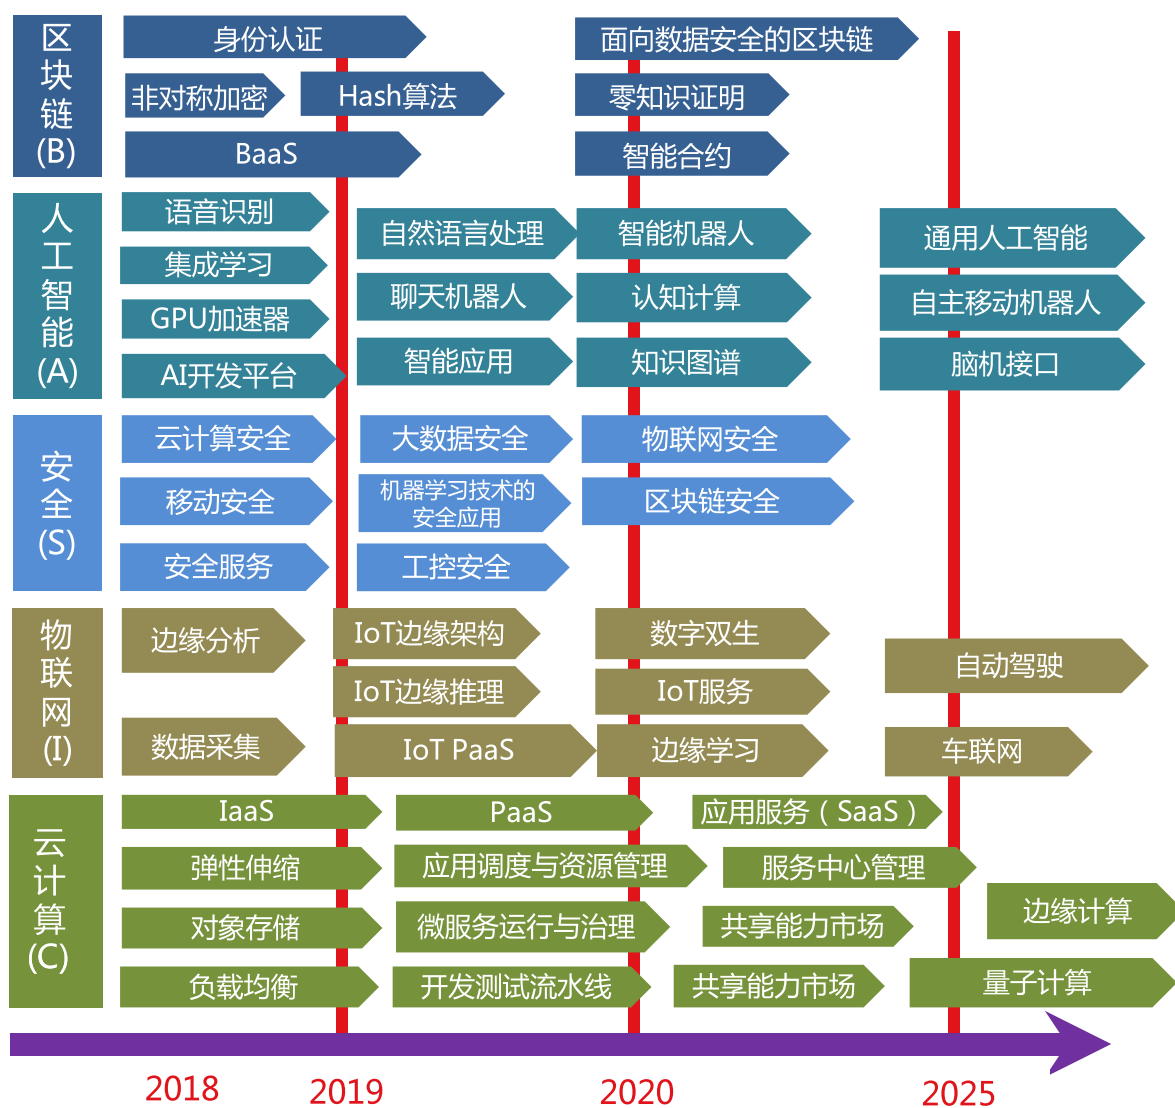 区
块
链
(B)
身份认证
面向数据安全的区块链
非对称加密
Hash算法
零知识证明
BaaS
智能合约
人
工
智
能
(A)
语音识别
自然语言处理
智能机器人
通用人工智能
集成学习
聊天机器人
认知计算
自主移动机器人
GPU加速器
智能应用
知识图谱
脑机接口
AI开发平台
安
全
(S)
云计算安全
大数据安全
物联网安全
移动安全
机器学习技术的
安全应用
区块链安全
安全服务
工控安全
物
联
网
(I)
边缘分析
IoT边缘架构
数字双生
自动驾驶
IoT边缘推理
IoT服务
数据采集
IoT PaaS
边缘学习
车联网
云
计
算
(C)
IaaS
PaaS
应用服务（SaaS）
弹性伸缩
应用调度与资源管理
服务中心管理
边缘计算
对象存储
微服务运行与治理
共享能力市场
负载均衡
开发测试流水线
共享能力市场
量子计算
2018
2019
2020
2025